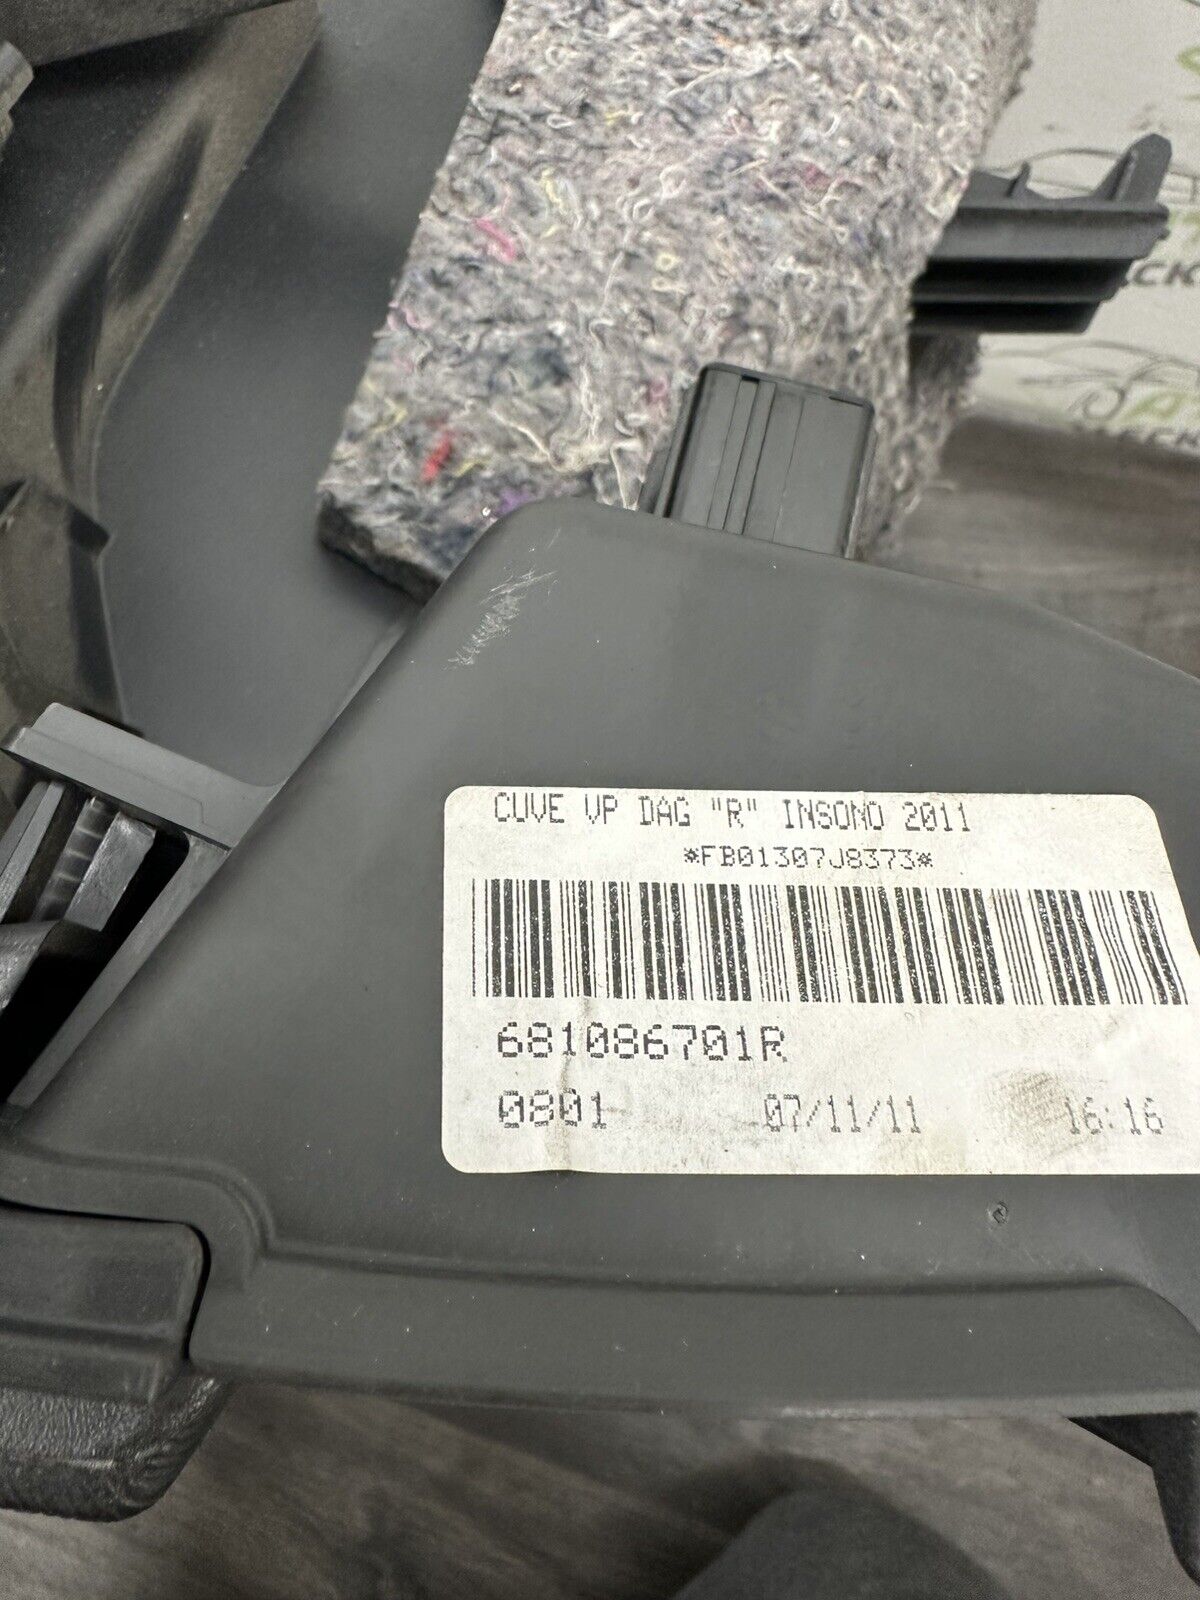 CUVE VP DAG "R" INSONO 2011
*FB01307J8373*
681086701R
0801 07/11/11 16:16